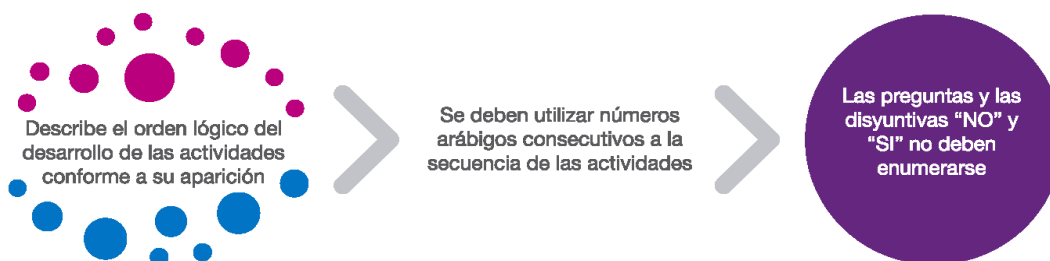 Describe el orden lógico del
desarrollo de las actividades
conforme a su aparición
Se deben utilizar números
arábigos consecutivos a la
secuencia de las actividades
Las preguntas y las
disyuntivas “NO” y
“SI” no deben
enumerarse